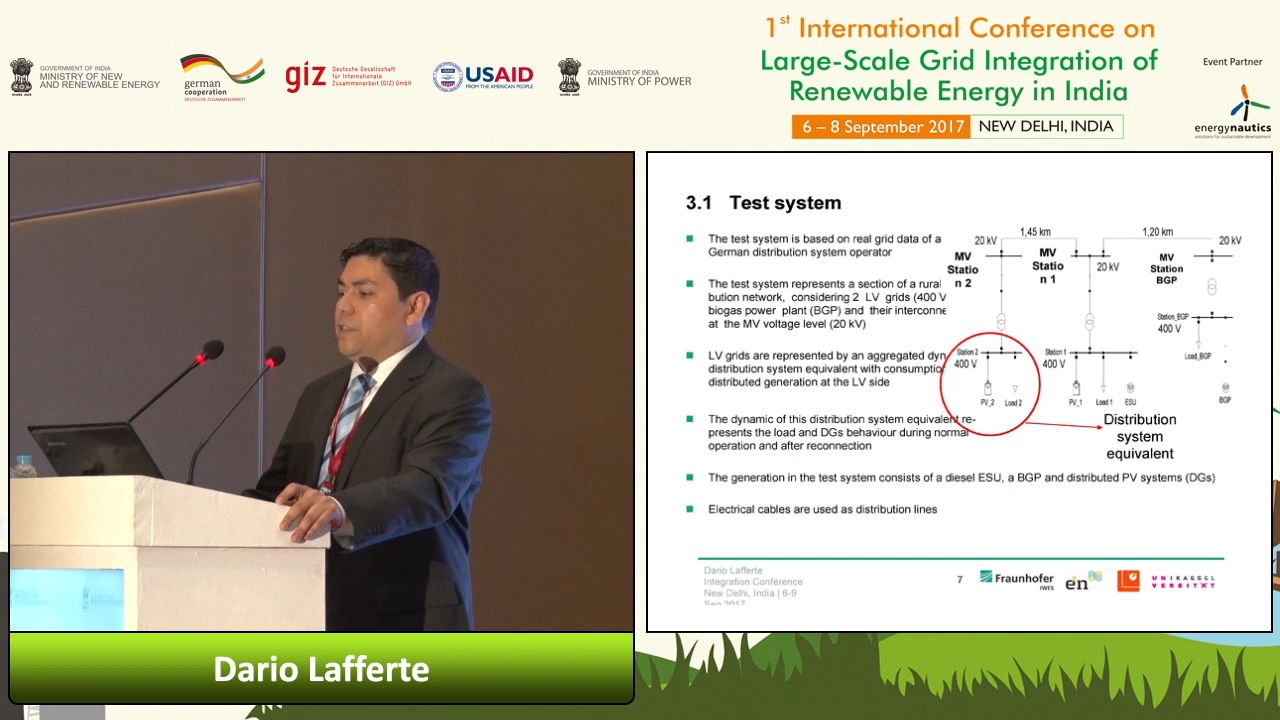 GOVERNMENT OF INDIA
MINISTRY OF NEW
AND RENEWABLE ENERGY
german
cooperation
DEUTSCHE ZUSAMMENARBEIT
giz
Deutsche Gesellschaft
für Internationale
Zusammenarbeit (GIZ) GmbH
USAID
FROM THE AMERICAN PEOPLE
GOVERNMENT OF INDIA
MINISTRY OF POWER
1st International Conference on
Large-Scale Grid Integration of
Renewable Energy in India
6 – 8 September 2017
NEW DELHI, INDIA
Event Partner
energynautics
solutions for sustainable development
3.1 Test system
The test system is based on real grid data of a
German distribution system operator
The test system represents a section of a rural
bution network, considering 2 LV grids (400 V
biogas power plant (BGP) and their interconne
at the MV voltage level (20 kV)
LV grids are represented by an aggregated dyn
distribution system equivalent with consumptio
distributed generation at the LV side
The dynamic of this distribution system equivalent re-
presents the load and DGs behaviour during normal
operation and after reconnection
The generation in the test system consists of a diesel ESU, a BGP and distributed PV systems (DGs)
Electrical cables are used as distribution lines
20 kV
1,45 km
1,20 km
20 kV
MV
Statio
n 2
MV
Statio
n 1
20 kV
MV
Station
BGP
Station_BGP
400 V
Load_BGP
Station 2
400 V
Station 1
400 V
PV_2
Load 2
PV_1
Load 1
ESU
BGP
Distribution
system
equivalent
Dario Lafferte
Integration Conference
New Delhi, India | 6-9
Sep 2017
7
Fraunhofer
IWES
en
UNIKASSEL
VERSITÄT
Dario Lafferte